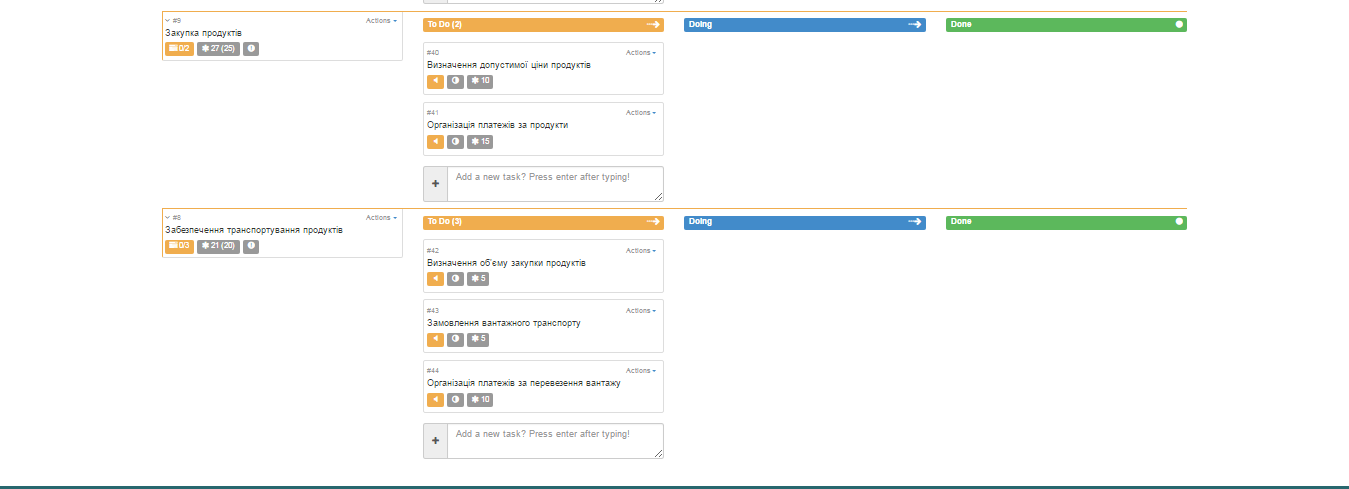 #9 Actions
Закупка продуктів
0/2 27 (25)
To Do (2)
#40 Actions
Визначення допустимої ціни продуктів
10
#41 Actions
Організація платежів за продукти
15
Add a new task? Press enter after typing!
Doing
Done
#8 Actions
Забезпечення транспортування продуктів
0/3 21 (20)
To Do (3)
#42 Actions
Визначення об'єму закупки продуктів
5
#43 Actions
Замовлення вантажного транспорту
5
#44 Actions
Організація платежів за перевезення вантажу
10
Add a new task? Press enter after typing!
Doing
Done